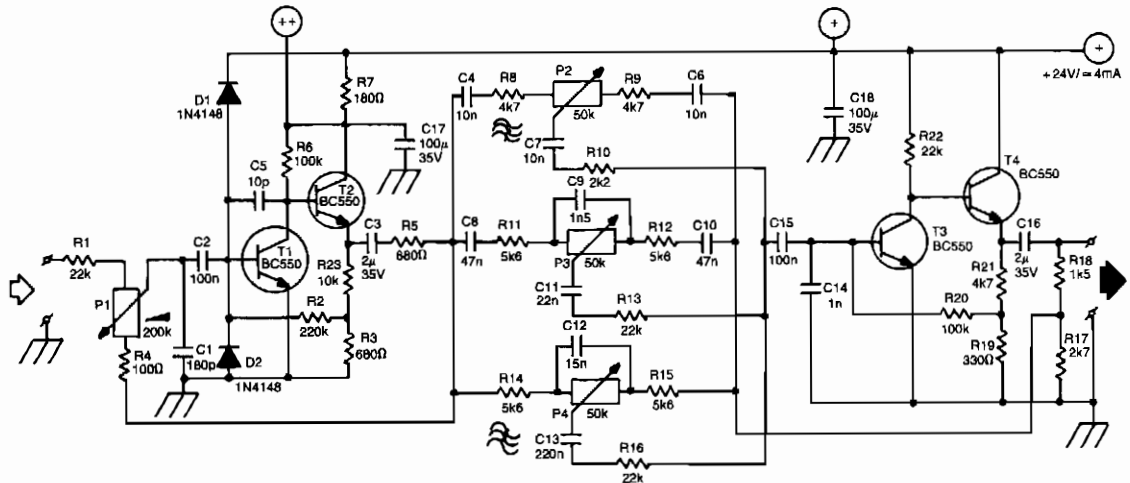 ++
+
+
+24V/≃4mA
D1
1N4148
R7
180Ω
C4
10n
R8
4k7
P2
50k
R9
4k7
C6
10n
C18
100µ
35V
C17
100µ
35V
R6
100k
C5
10p
T2
BC550
C7
10n
R10
2k2
R22
22k
T4
BC550
C9
1n5
R1
22k
C2
100n
T1
BC550
C3
2µ
35V
R5
680Ω
C8
47n
R11
5k6
P3
50k
R12
5k6
C10
47n
C15
100n
T3
BC550
C16
2µ
35V
R18
1k5
P1
200k
R23
10k
R2
220k
C11
22n
R13
22k
C14
1n
R21
4k7
R20
100k
R4
100Ω
C1
180p
D2
1N4148
R3
680Ω
C12
15n
R19
330Ω
R17
2k7
R14
5k6
P4
50k
R15
5k6
C13
220n
R16
22k